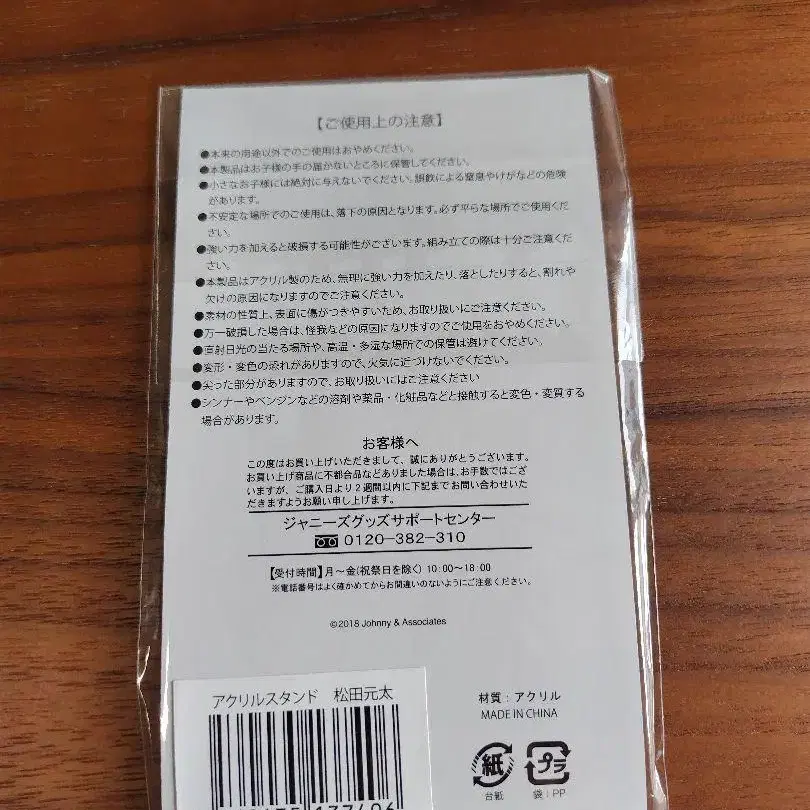 【ご使用上の注意】
●本来の用途以外でのご使用はおやめください。
●本製品はお子様の手の届かないところに保管してください。
●小さなお子様には絶対に与えないでください。誤飲による窒息やけがなどの危険
があります。
●不安定な場所でのご使用は、落下の原因となります。必ず平らな場所でご使用くだ
さい。
●強い力を加えると破損する可能性がございます。組み立ての際は十分ご注意くだ
さい。
●本製品はアクリル製のため、無理に強い力を加えたり、落としたりすると、割れや
欠けの原因になりますのでご注意ください。
●素材の性質上、表面に傷がつきやすいため、お取り扱いにご注意ください。
●万一破損した場合は、怪我などの原因になりますのでご使用をおやめください。
●直射日光の当たる場所や、高温・多湿な場所での保管は避けてください。
●変形・変色の恐れがありますので、火気に近づけないでください。
●尖った部分がありますので、お取り扱いにはご注意ください
●シンナーやベンジンなどの溶剤や薬品・化粧品などと接触すると変色・変質する
場合があります。
お客様へ
この度はお買い上げいただきまして、誠にありがとうございます。
お買い上げ商品に不都合品などありました場合は、お手数ではござ
いますが、ご購入日より2週間以内に下記までお問い合わせいた
だきますようお願い申し上げます。
ジャニーズグッズサポートセンター
0120-382-310
【受付時間】月〜金(祝祭日を除く) 10:00〜18:00
※電話番号はよく確かめてからお間違いのないようにご注意ください。
©2018 Johnny & Associates
アクリルスタンド 松田元太
材質：アクリル
MADE IN CHINA
紙 プラ
台紙 袋：PP